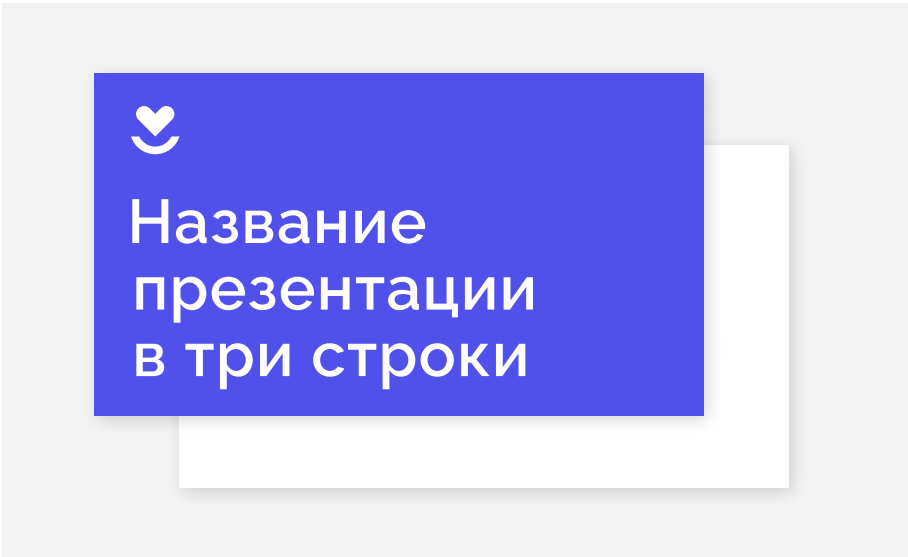 Название
презентации
в три строки